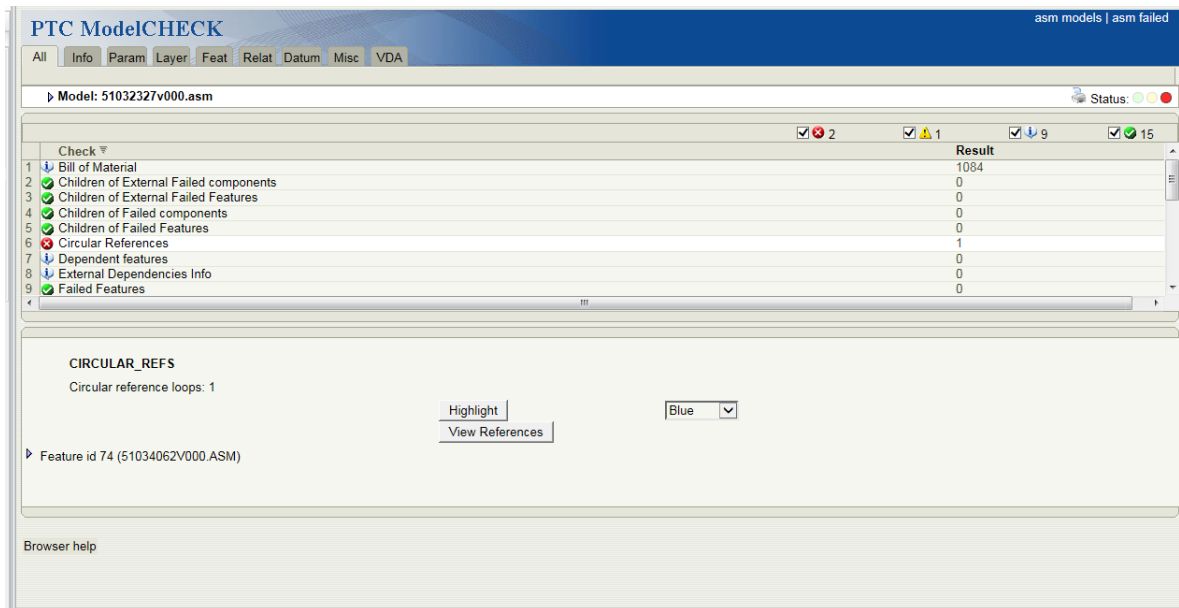 asm models | asm failed
PTC ModelCHECK
All Info Param Layer Feat Relat Datum Misc VDA
Model: 51032327v000.asm Status:
2 1 9 15
Check Result
1 Bill of Material 1084
2 Children of External Failed components 0
3 Children of External Failed Features 0
4 Children of Failed components 0
5 Children of Failed Features 0
6 Circular References 1
7 Dependent features 0
8 External Dependencies Info 0
9 Failed Features 0
CIRCULAR_REFS
Circular reference loops: 1
Highlight Blue
View References
Feature id 74 (51034062V000.ASM)
Browser help